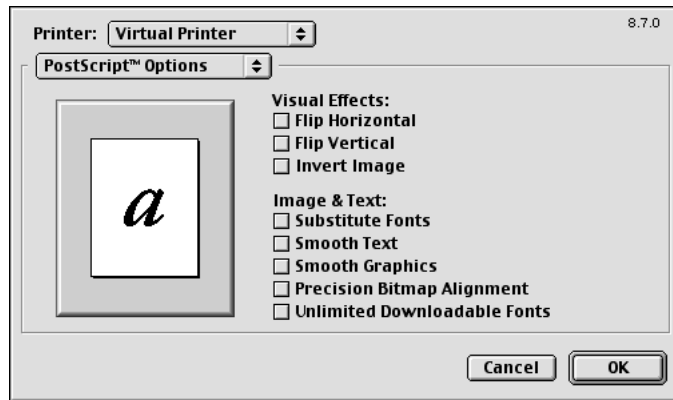 8.7.0
Printer: Virtual Printer
PostScript™ Options
Visual Effects:
Flip Horizontal
Flip Vertical
Invert Image
a
Image & Text:
Substitute Fonts
Smooth Text
Smooth Graphics
Precision Bitmap Alignment
Unlimited Downloadable Fonts
Cancel OK